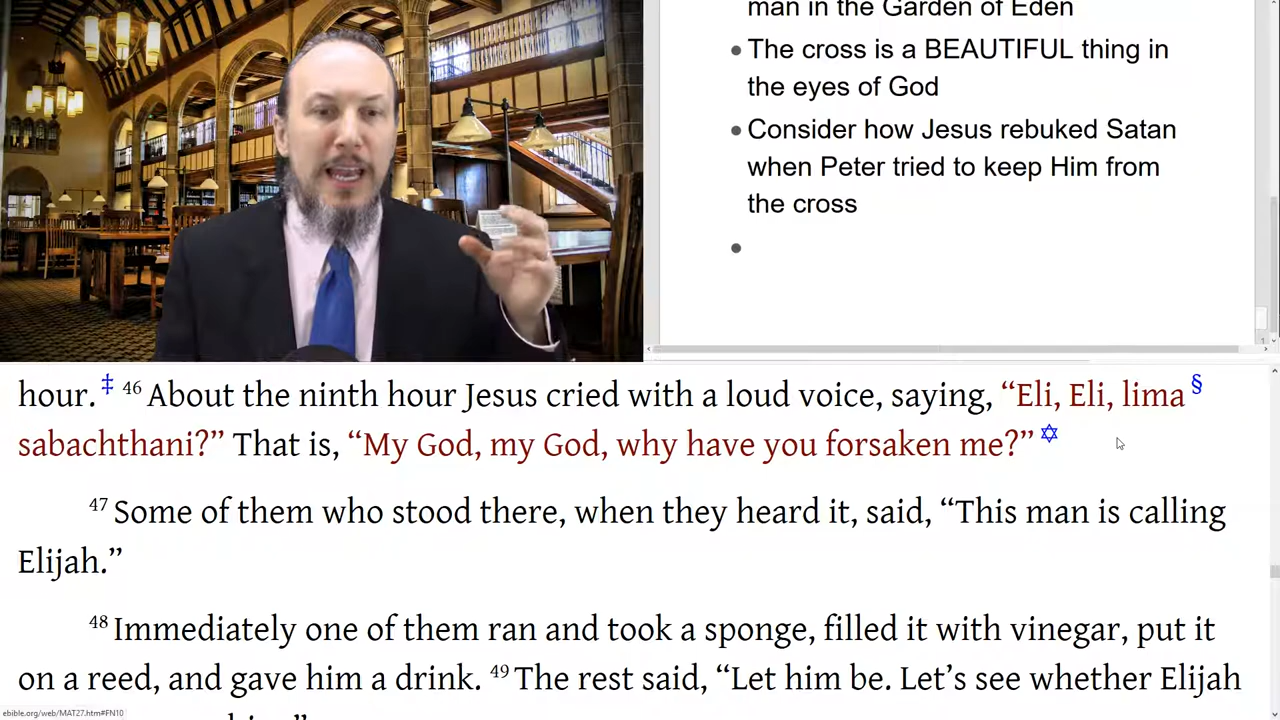 man in the Garden of Eden
• The cross is a BEAUTIFUL thing in
the eyes of God
• Consider how Jesus rebuked Satan
when Peter tried to keep Him from
the cross
•
hour.‡ 46 About the ninth hour Jesus cried with a loud voice, saying, “Eli, Eli, lima§
sabachthani?” That is, “My God, my God, why have you forsaken me?”✡
47 Some of them who stood there, when they heard it, said, “This man is calling
Elijah.”
48 Immediately one of them ran and took a sponge, filled it with vinegar, put it
on a reed, and gave him a drink. 49 The rest said, “Let him be. Let’s see whether Elijah
ebible.org/web/MAT27.htm#FN10